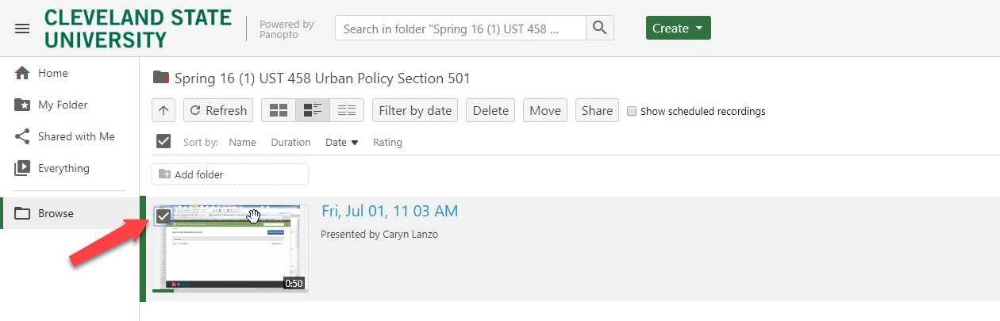 CLEVELAND STATE
UNIVERSITY
Powered by
Panopto
Search in folder "Spring 16 (1) UST 458 ...
Create
Home
My Folder
Shared with Me
Everything
Browse
Spring 16 (1) UST 458 Urban Policy Section 501
Refresh
Filter by date
Delete
Move
Share
Show scheduled recordings
Sort by: Name Duration Date Rating
Add folder
Fri, Jul 01, 11 03 AM
Presented by Caryn Lanzo
0:50